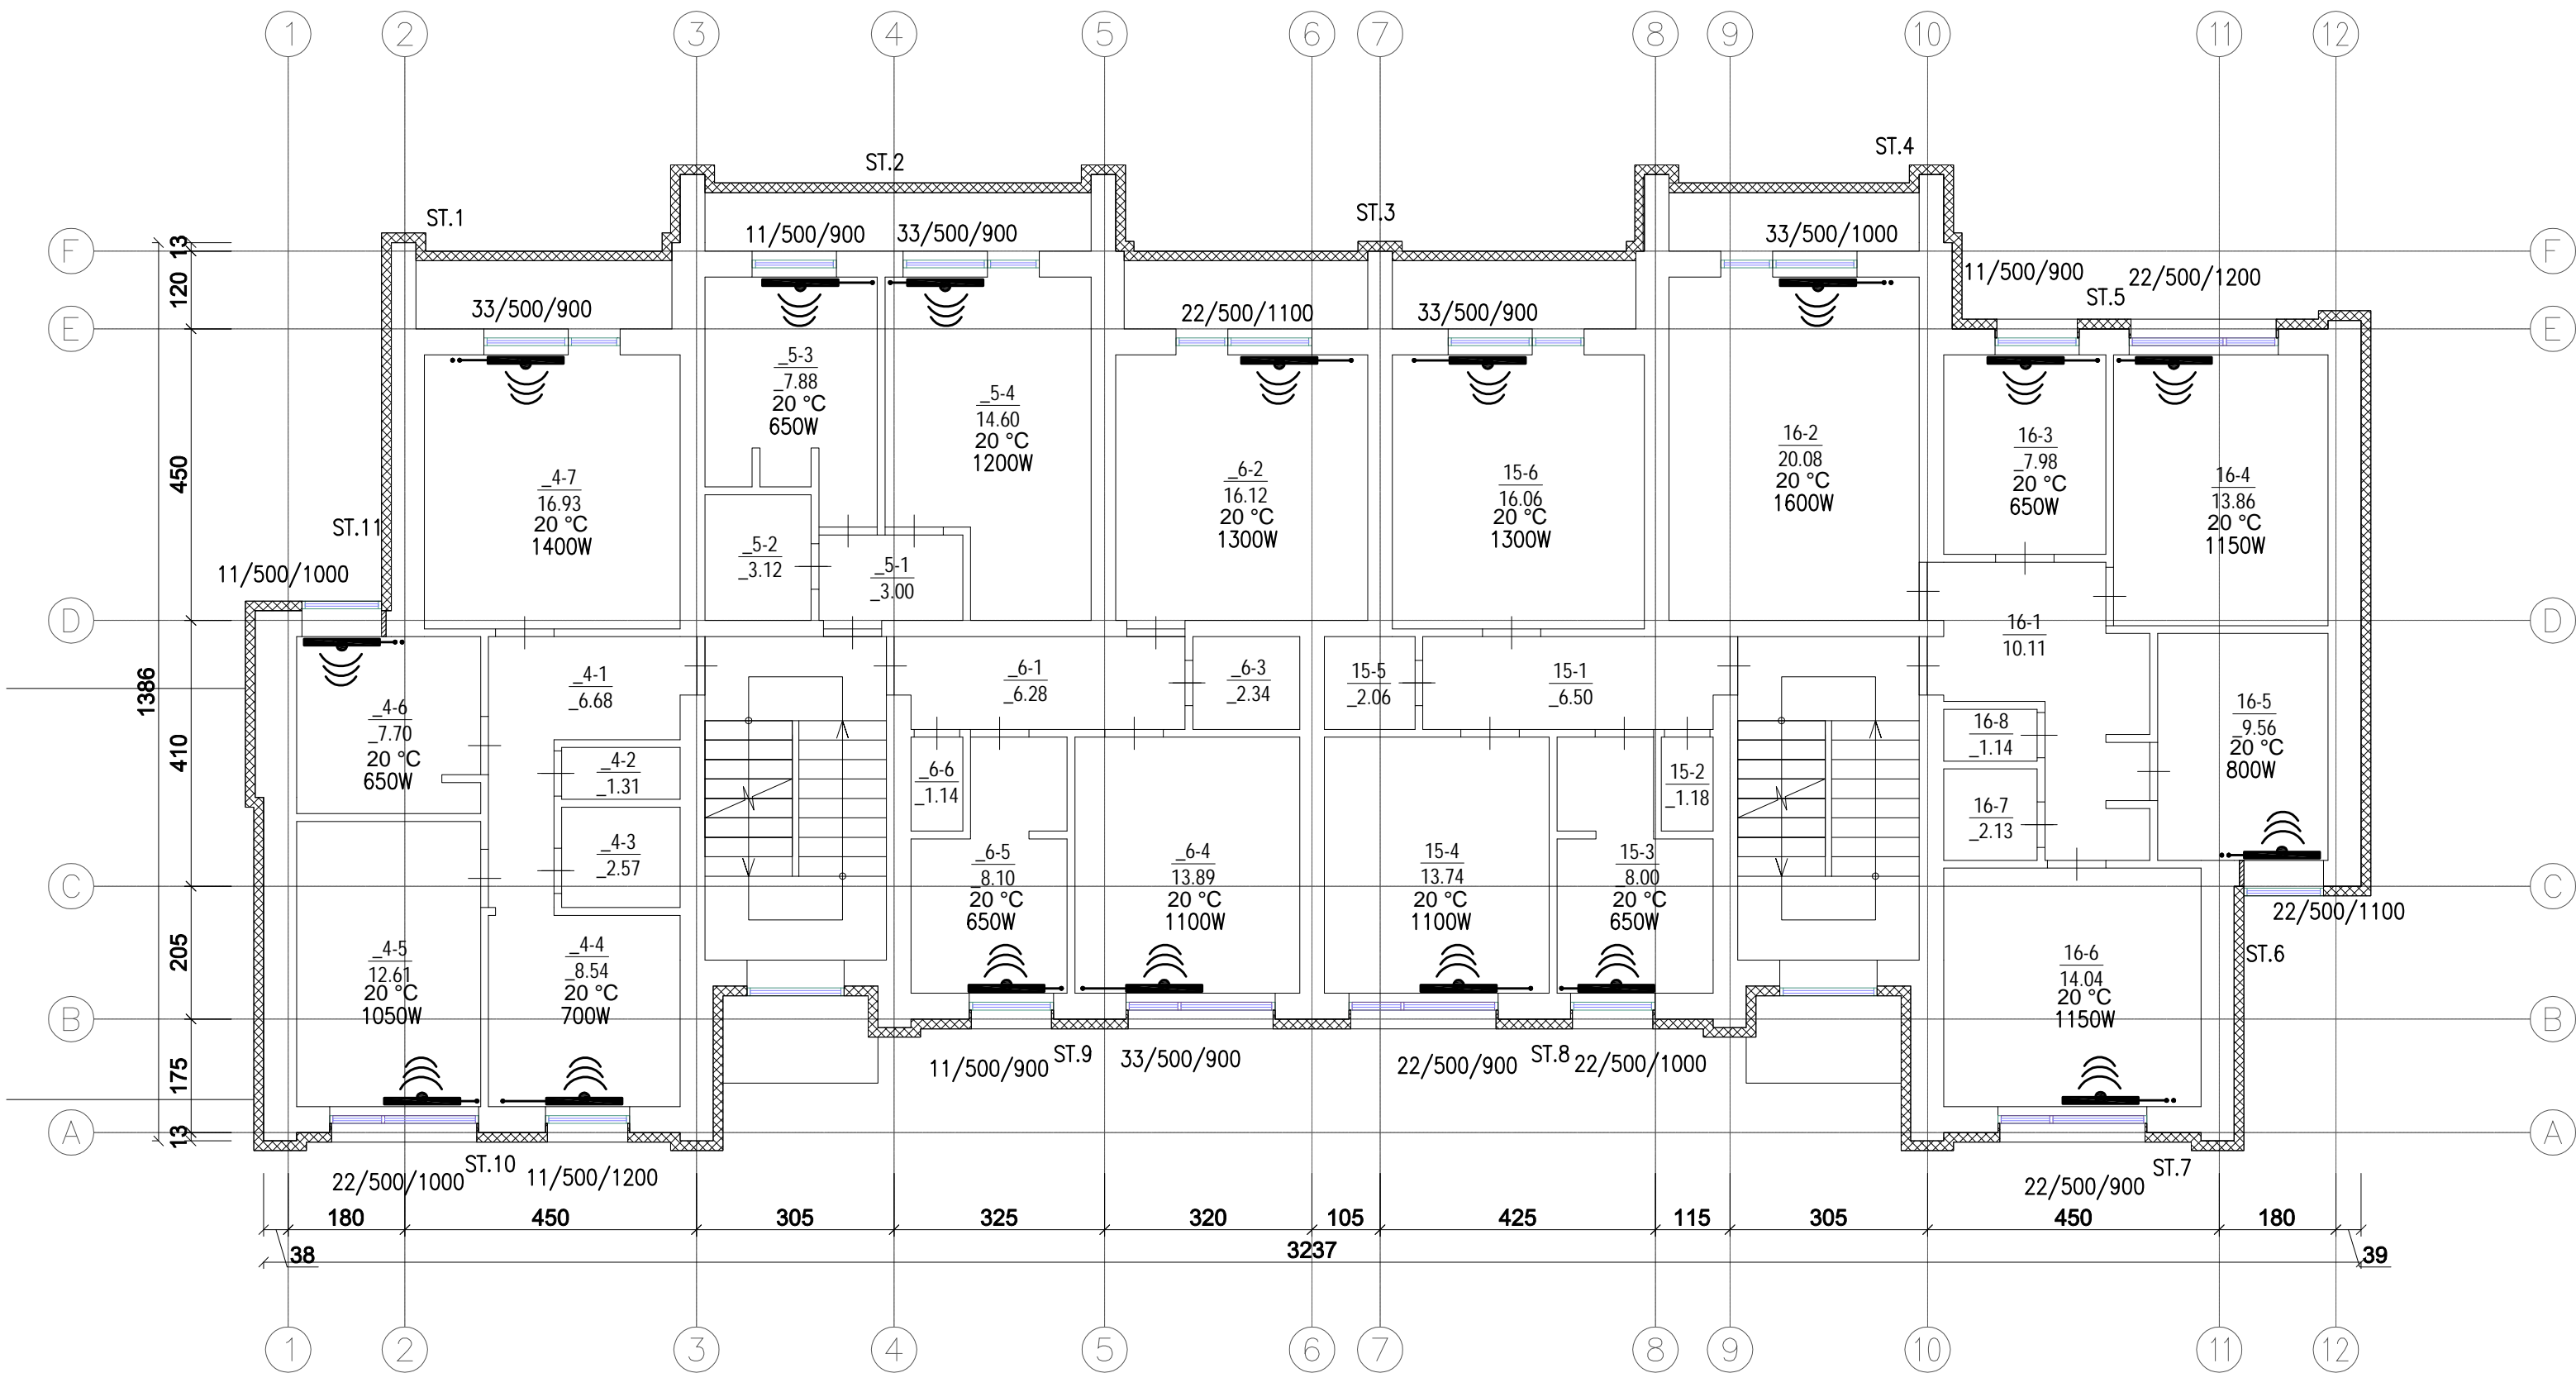 1 2 3 4 5 6 7 8 9 10 11 12
ST.4
ST.2
ST.3
ST.1
11/500/900
33/500/900
33/500/1000
F
F
11/500/900
22/500/1200
ST.5
33/500/900
22/500/1100
33/500/900
E
E
_5-3
_7.88
20 °C
650W
_5-4
14.60
20 °C
1200W
_4-7
16.93
20 °C
1400W
_6-2
16.12
20 °C
1300W
15-6
16.06
20 °C
1300W
16-2
20.08
20 °C
1600W
16-3
_7.98
20 °C
650W
16-4
13.86
20 °C
1150W
ST.11
11/500/1000
_5-2
_3.12
_5-1
_3.00
D
D
16-1
10.11
_4-6
_7.70
20 °C
650W
_4-1
_6.68
_6-1
_6.28
_6-3
_2.34
15-5
_2.06
15-1
_6.50
16-5
_9.56
20 °C
800W
_4-2
_1.31
_6-6
_1.14
15-2
_1.18
16-8
_1.14
_4-3
_2.57
16-7
_2.13
C
C
_6-5
_8.10
20 °C
650W
_6-4
13.89
20 °C
1100W
15-4
13.74
20 °C
1100W
15-3
_8.00
20 °C
650W
22/500/1100
ST.6
_4-5
12.61
20 °C
1050W
_4-4
_8.54
20 °C
700W
16-6
14.04
20 °C
1150W
B
B
11/500/900
ST.9
33/500/900
22/500/900
ST.8
22/500/1000
A
A
22/500/1000
ST.10
11/500/1200
ST.7
22/500/900
13
120
450
410
205
175
13
1386
180 450 305 325 320 105 425 115 305 450 180
38 3237 39
1 2 3 4 5 6 7 8 9 10 11 12